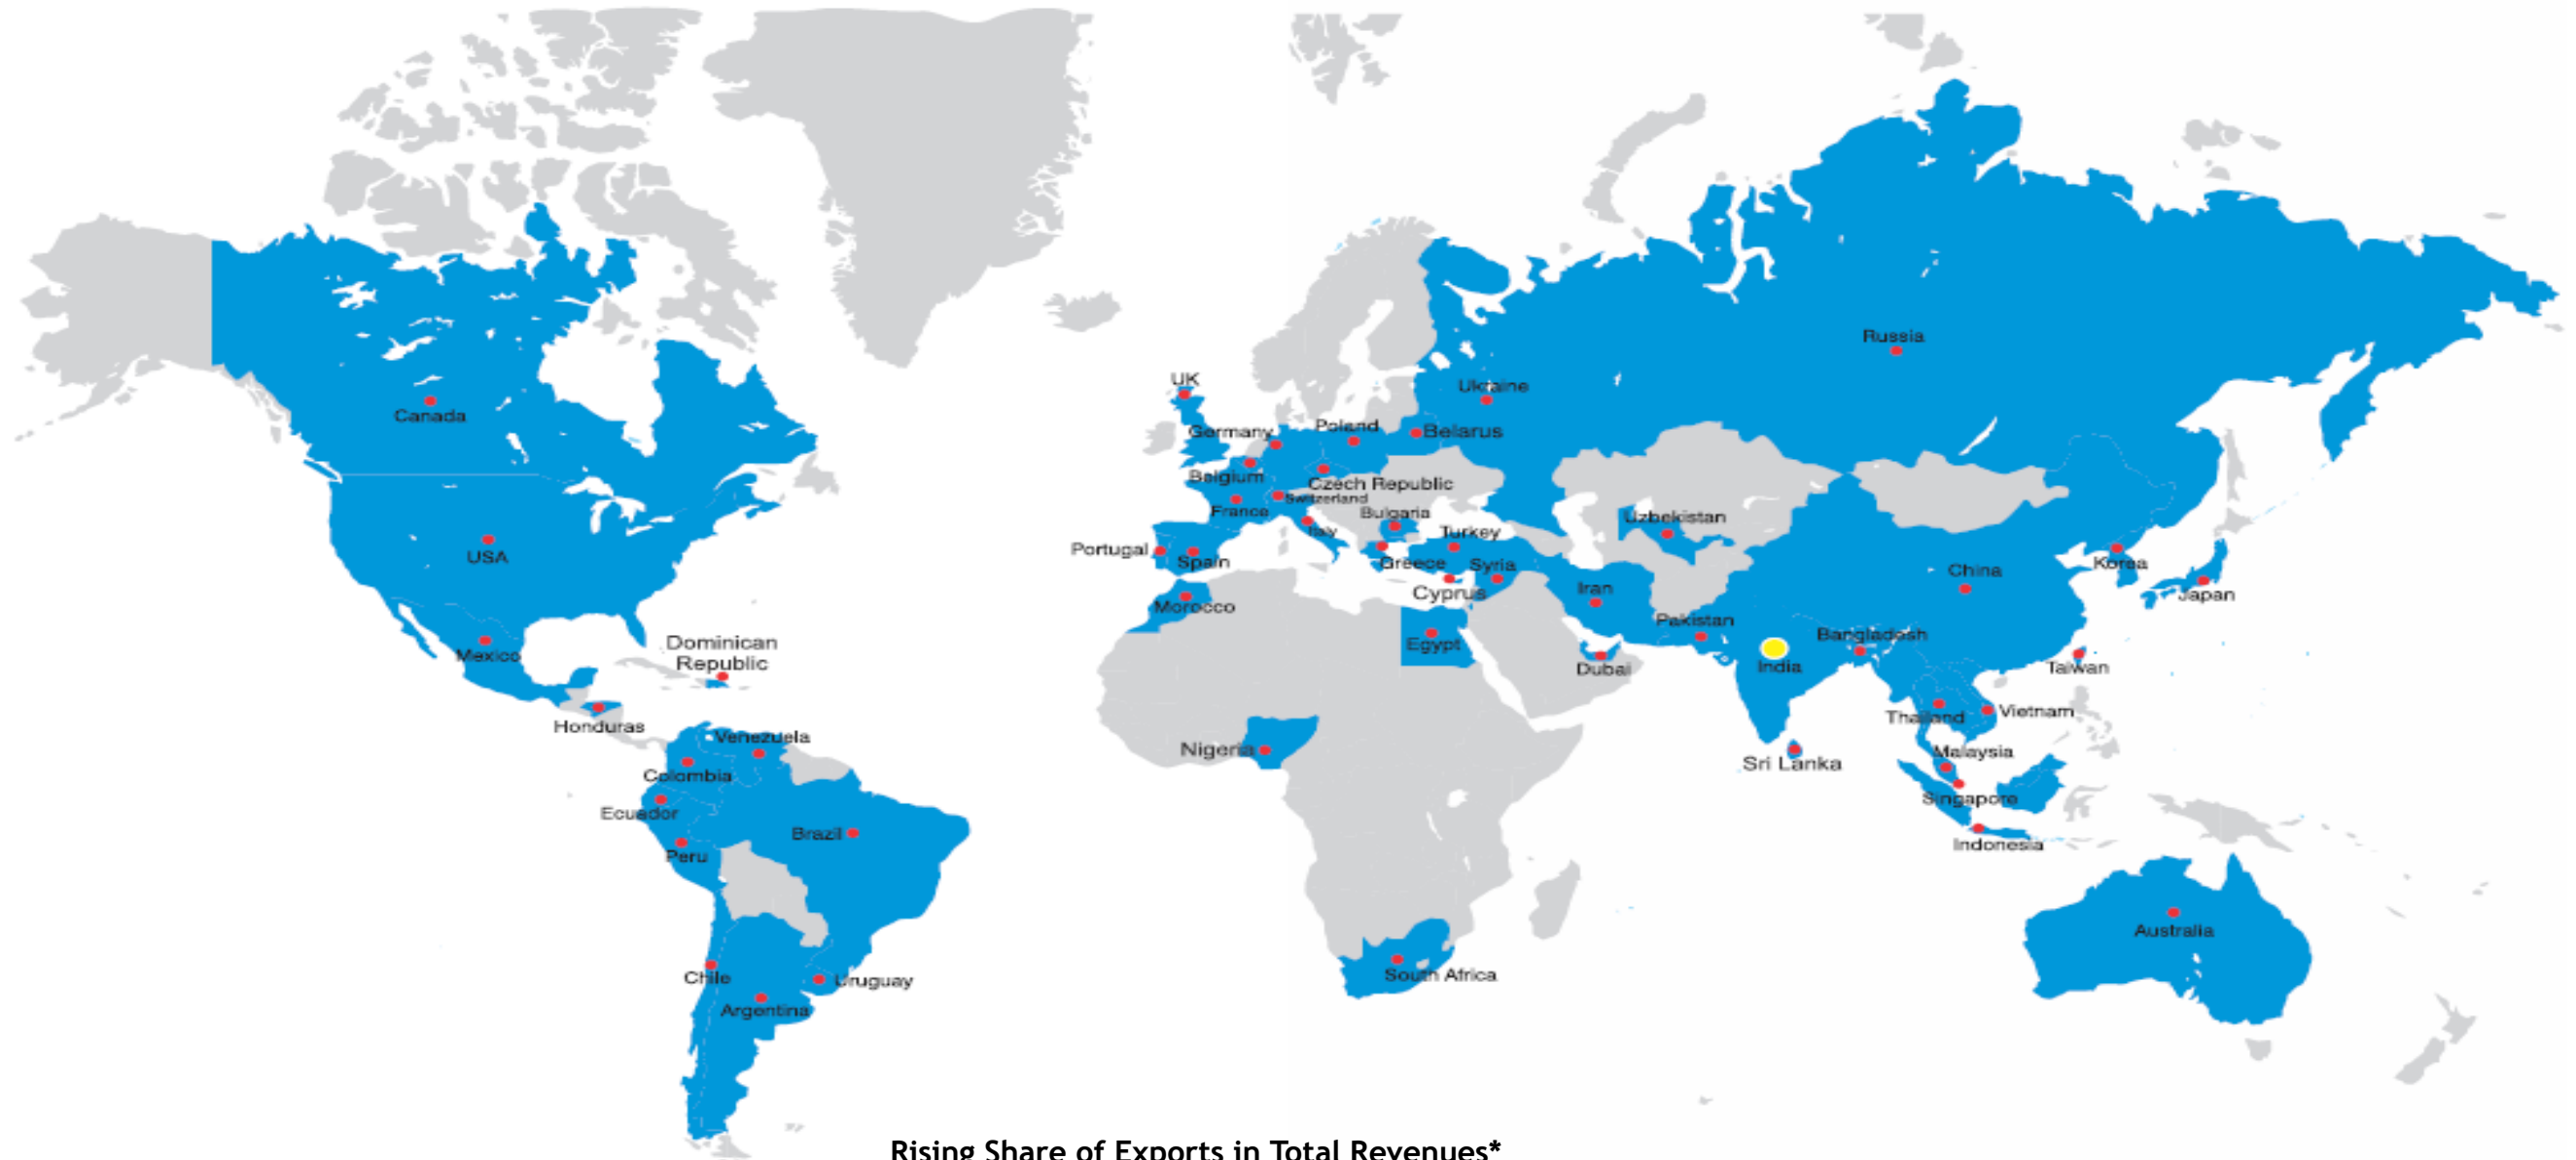 Russia
UK
Ukraine
Canada
Germany
Poland
Belarus
Belgium
Czech Republic
Switzerland
France
Bulgaria
Uzbekistan
Italy
Turkey
USA
Portugal
Spain
Greece
Syria
Korea
China
Iran
Cyprus
Japan
Morocco
Pakistan
Bangladesh
Dominican
Republic
Egypt
Mexico
Dubai
India
Taiwan
Honduras
Thailand
Vietnam
Venezuela
Nigeria
Malaysia
Sri Lanka
Colombia
Singapore
Ecuador
Brazil
Indonesia
Peru
Australia
South Africa
Chile
Uruguay
Argentina
Rising Share of Exports in Total Revenues*